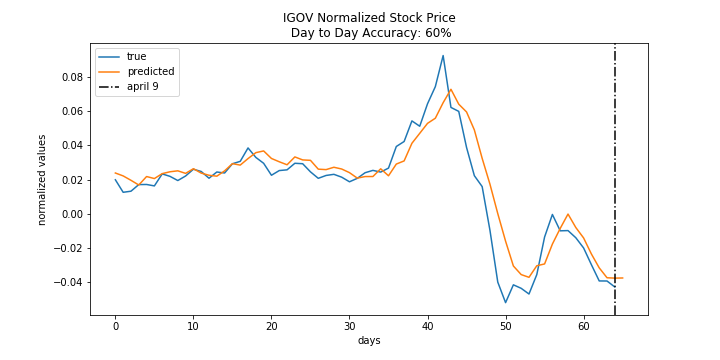 IGOV Normalized Stock Price
Day to Day Accuracy: 60%
true
predicted
april 9
normalized values
0.08
0.06
0.04
0.02
0.00
−0.02
−0.04
0 10 20 30 40 50 60
days